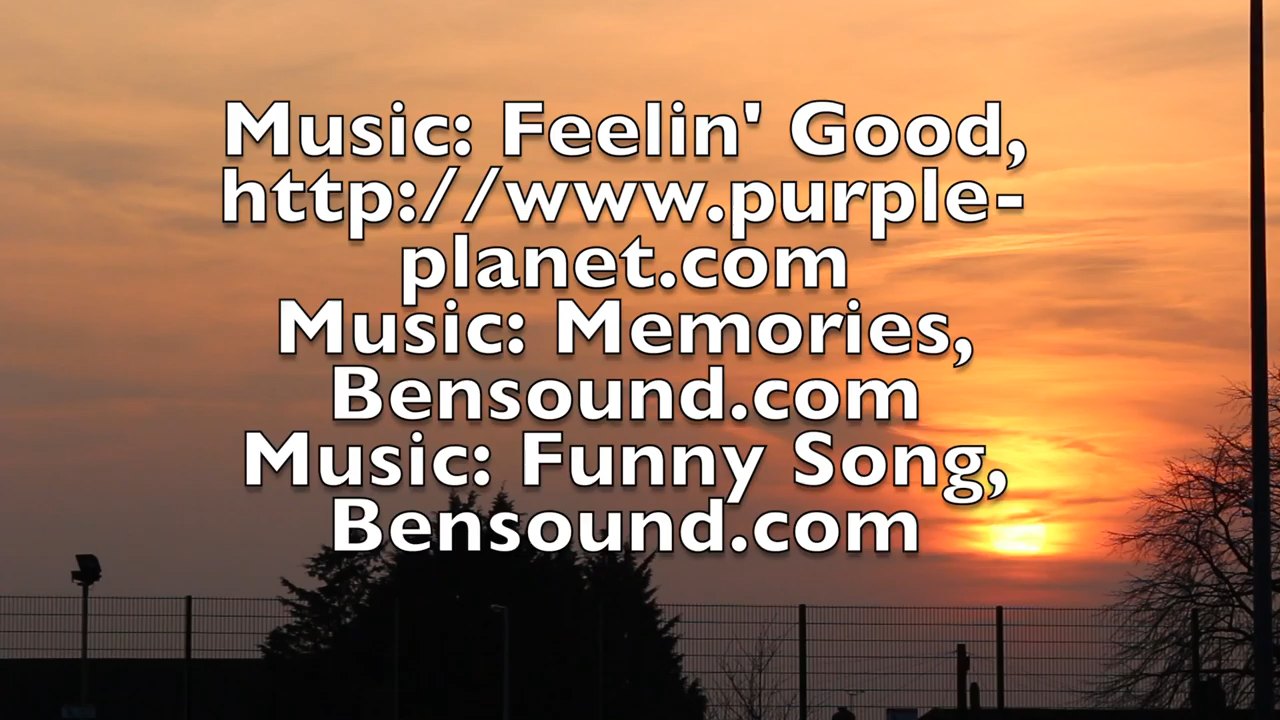 Music: Feelin' Good,
http://www.purple-
planet.com
Music: Memories,
Bensound.com
Music: Funny Song,
Bensound.com